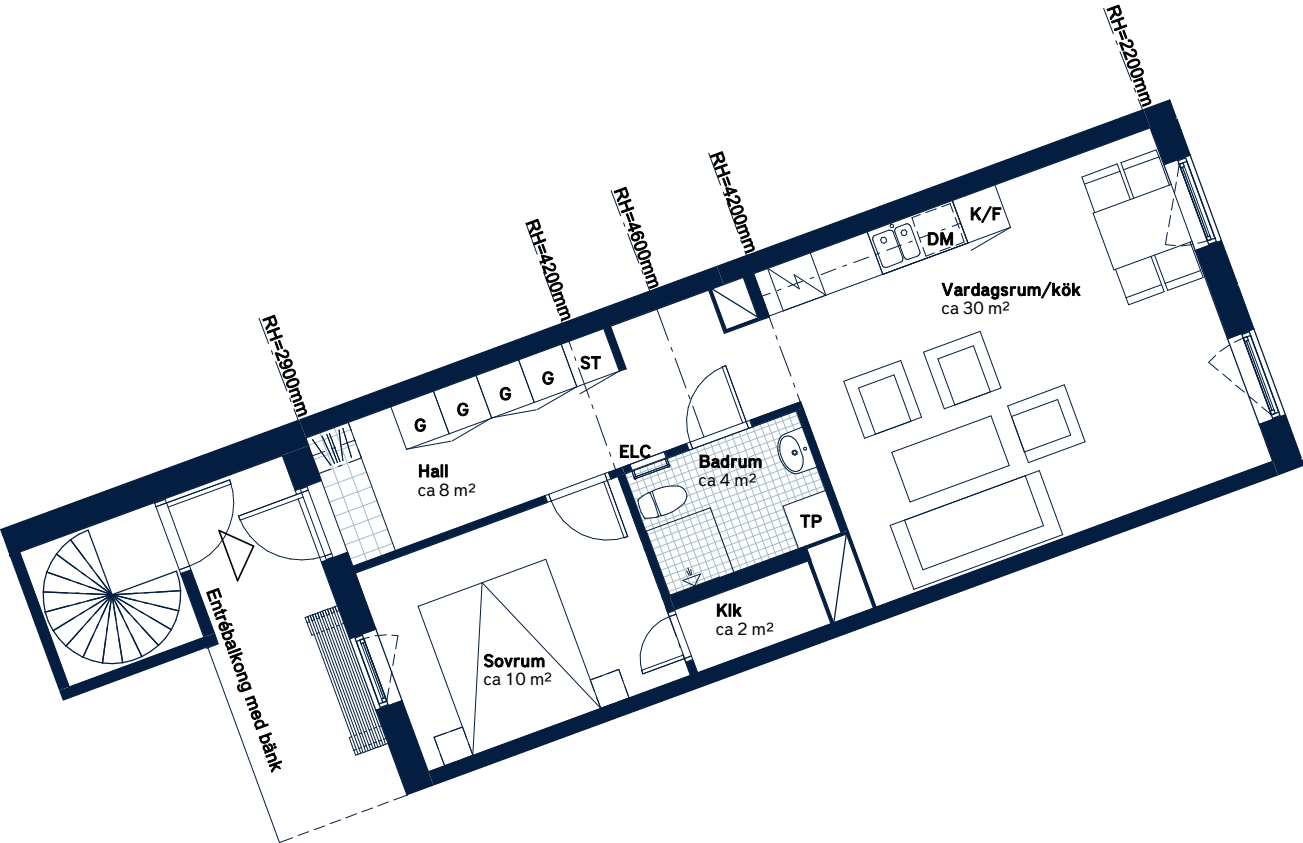 RH=2200mm
RH=4200mm
RH=4600mm
RH=4200mm
RH=2900mm
K/F
DM
Vardagsrum/kök
ca 30 m²
ST
G
G
G
G
ELC
Hall
ca 8 m²
Badrum
ca 4 m²
TP
Klk
ca 2 m²
Sovrum
ca 10 m²
Entrébalkong med bänk